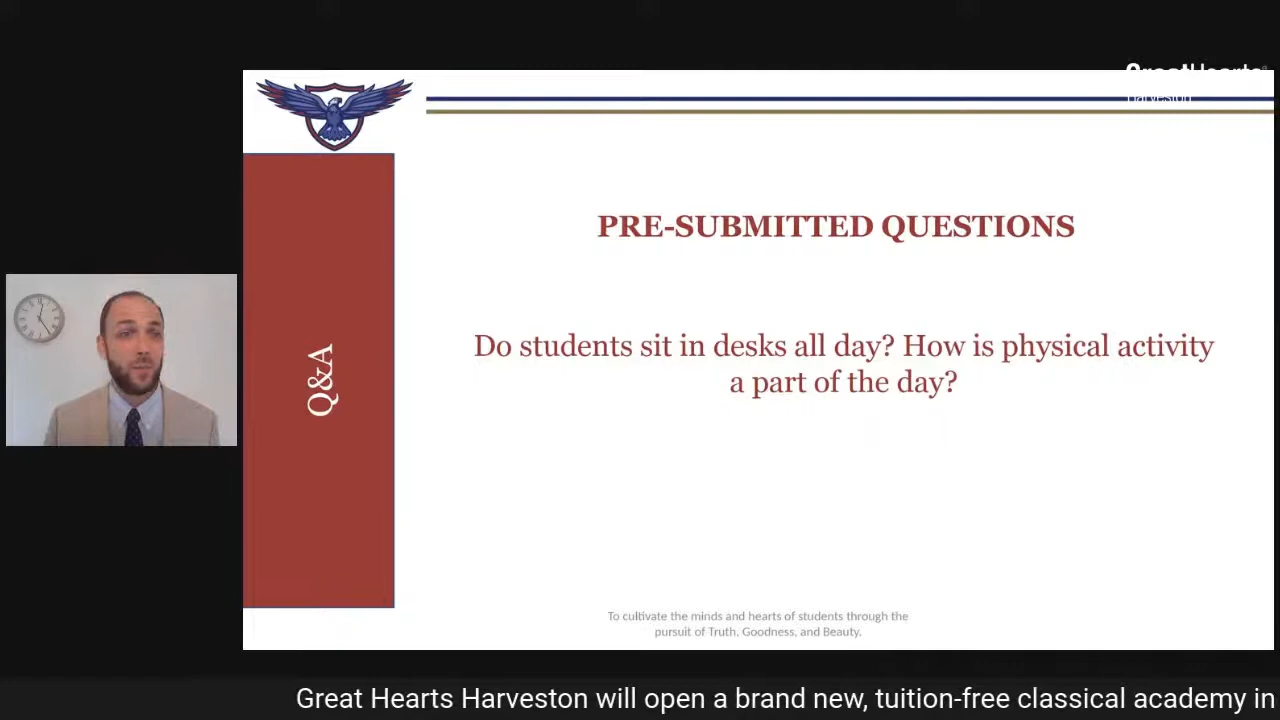 GreatHearts
Harveston
PRE-SUBMITTED QUESTIONS
Do students sit in desks all day? How is physical activity
a part of the day?
Q&A
To cultivate the minds and hearts of students through the
pursuit of Truth, Goodness, and Beauty.
Great Hearts Harveston will open a brand new, tuition-free classical academy in